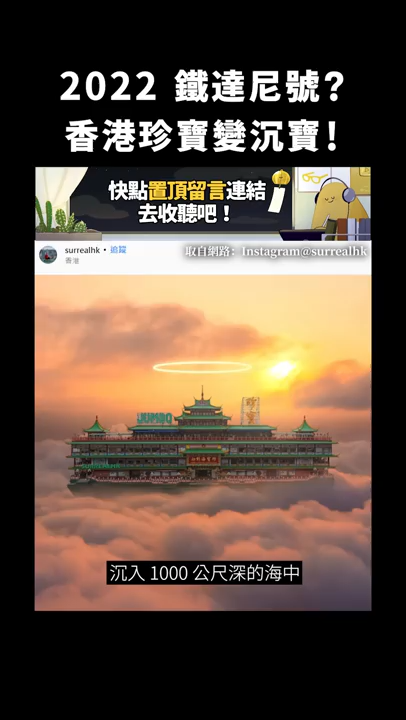 2022 鐵達尼號?
香港珍寶變沉寶!
快點置頂留言連結
去收聽吧!
surrealhk • 追蹤
香港
取自網路: Instagram@surrealhk
JUMBO
珍寶
沉入 1000 公尺深的海中